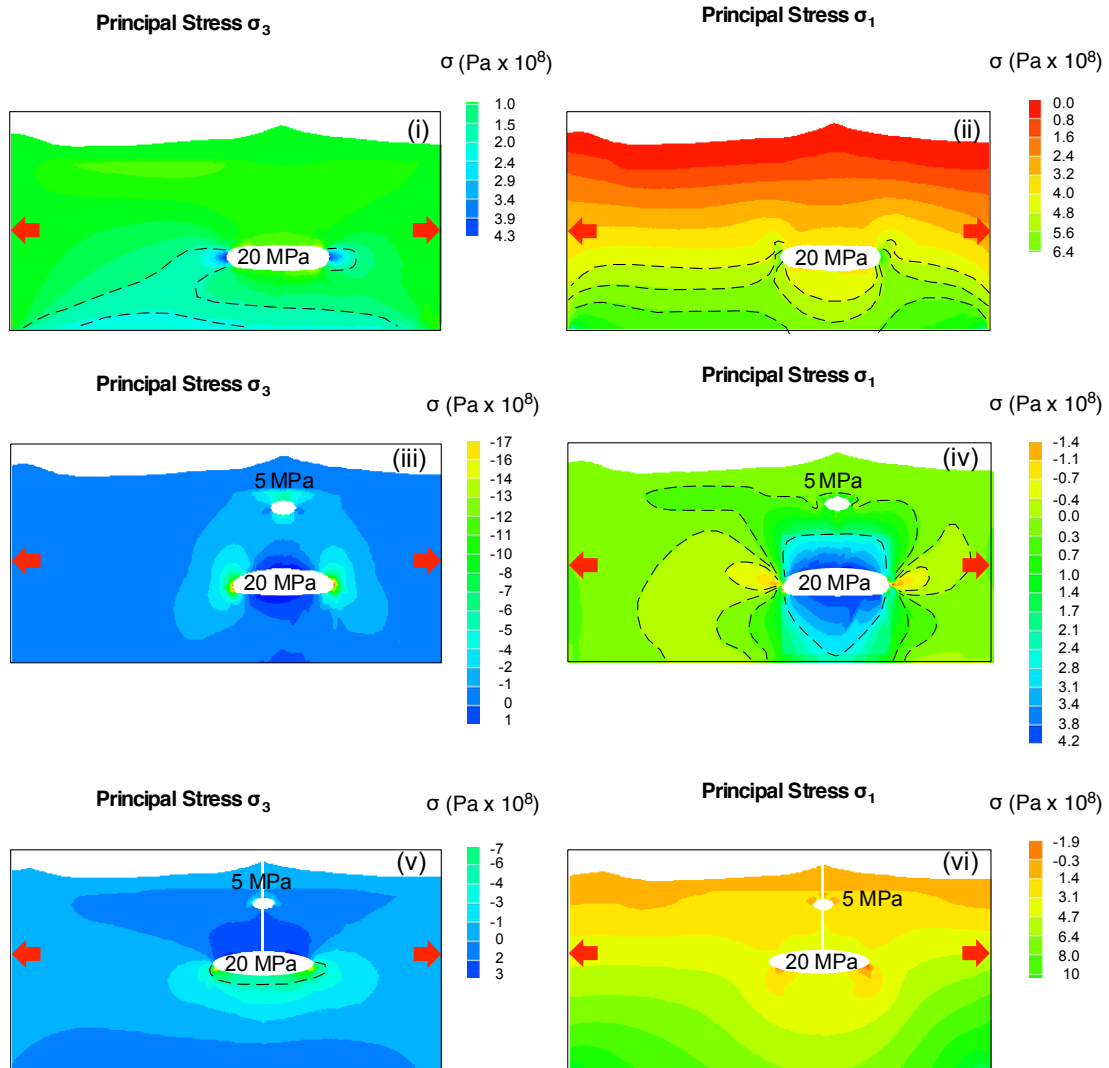 Principal Stress σ3
Principal Stress σ1
σ (Pa x 10^8)
σ (Pa x 10^8)
(i)
1.0
1.5
2.0
2.4
2.9
3.4
3.9
4.3
20 MPa
(ii)
0.0
0.8
1.6
2.4
3.2
4.0
4.8
5.6
6.4
20 MPa
Principal Stress σ3
Principal Stress σ1
σ (Pa x 10^8)
σ (Pa x 10^8)
(iii)
5 MPa
20 MPa
-17
-16
-14
-13
-12
-11
-10
-8
-7
-6
-5
-4
-2
-1
0
1
(iv)
5 MPa
20 MPa
-1.4
-1.1
-0.7
-0.4
0.0
0.3
0.7
1.0
1.4
1.7
2.1
2.4
2.8
3.1
3.4
3.8
4.2
Principal Stress σ3
Principal Stress σ1
σ (Pa x 10^8)
σ (Pa x 10^8)
(v)
5 MPa
20 MPa
-7
-6
-4
-3
-1
0
2
3
(vi)
5 MPa
20 MPa
-1.9
-0.3
1.4
3.1
4.7
6.4
8.0
10